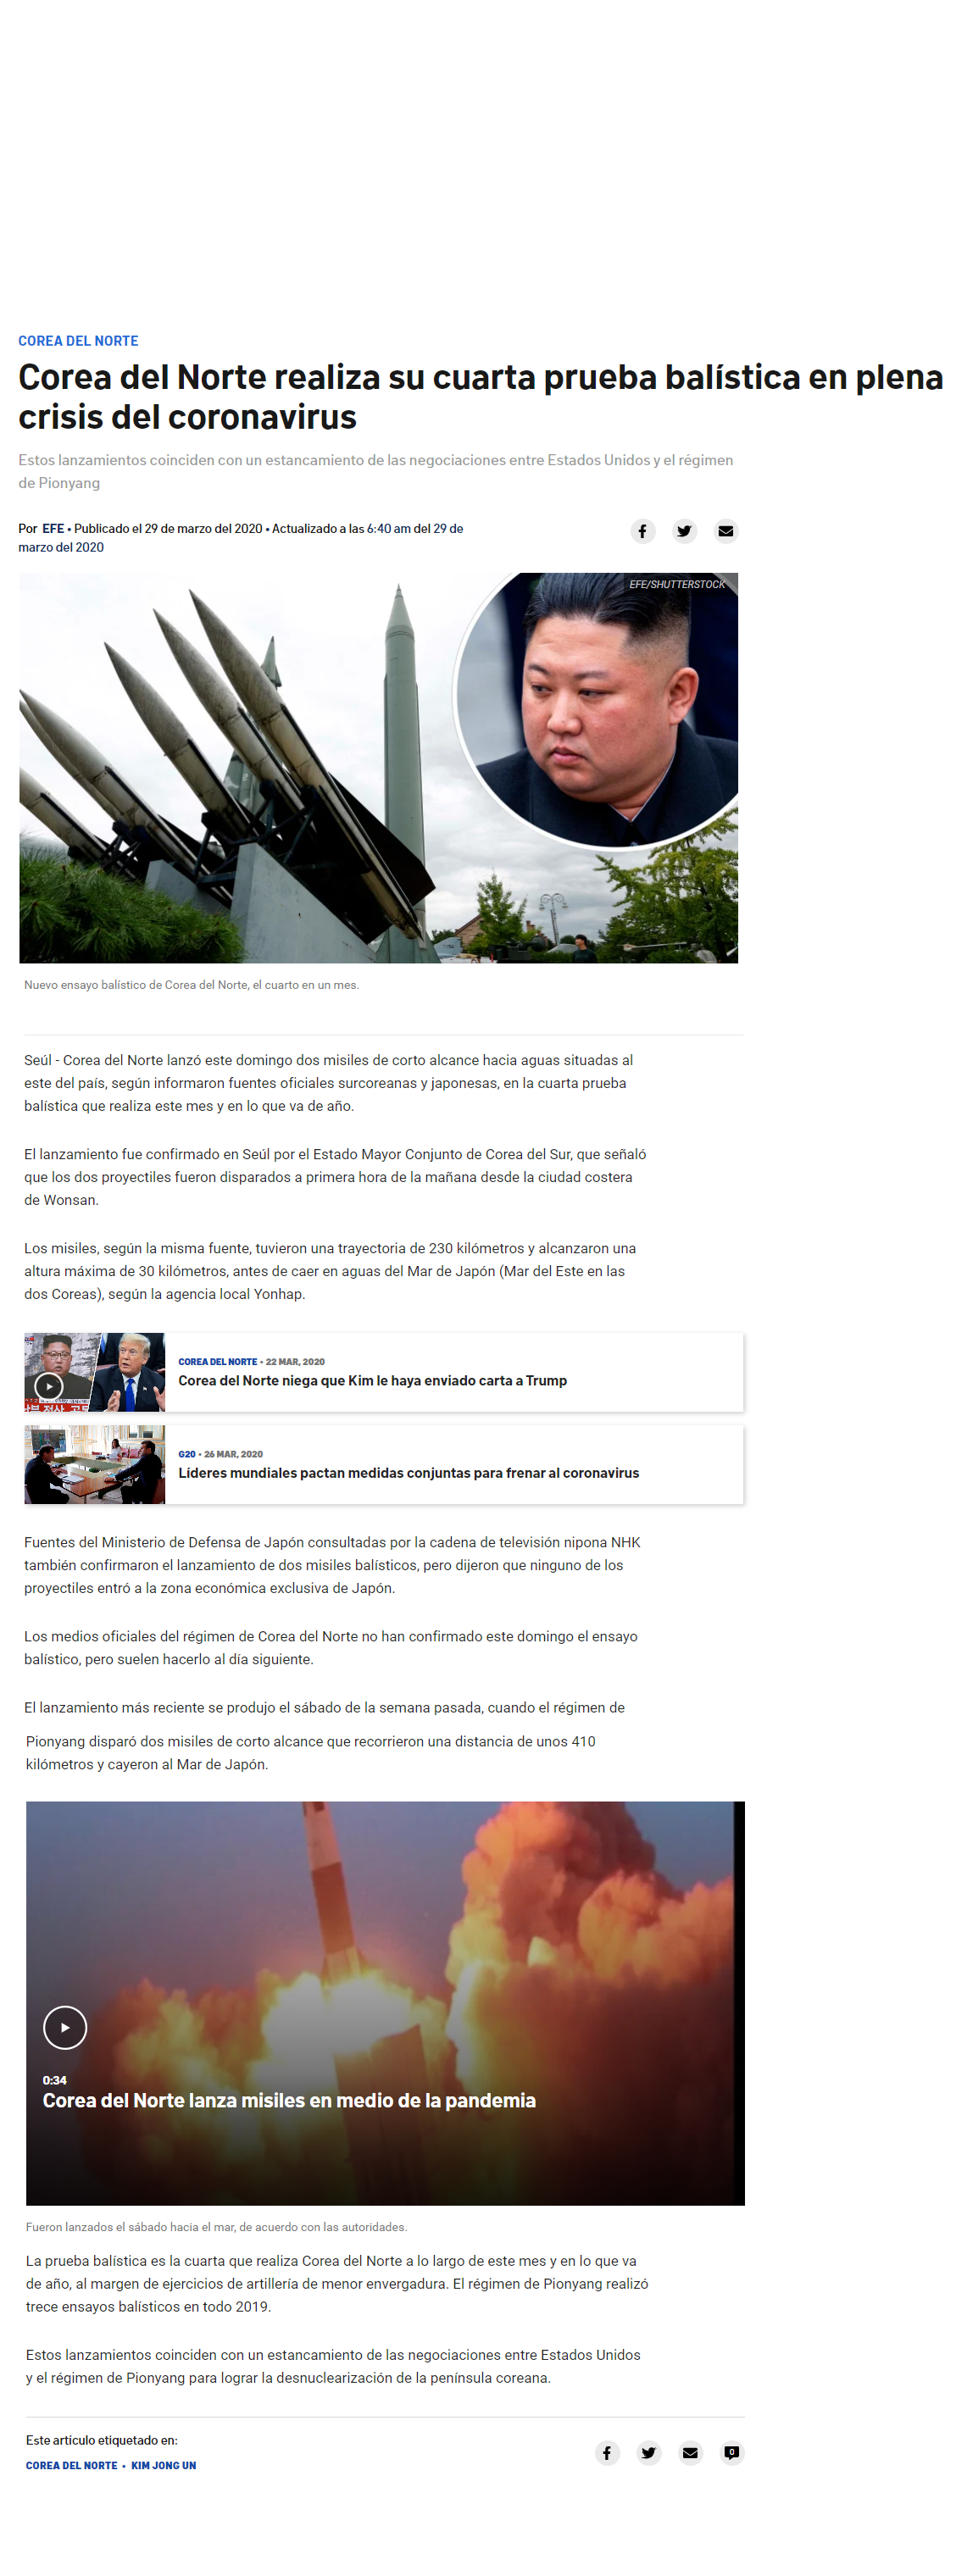 COREA DEL NORTE
Corea del Norte realiza su cuarta prueba balística en plena
crisis del coronavirus
Estos lanzamientos coinciden con un estancamiento de las negociaciones entre Estados Unidos y el régimen
de Pionyang
Por EFE • Publicado el 29 de marzo del 2020 • Actualizado a las 6:40 am del 29 de
marzo del 2020
EFE/SHUTTERSTOCK
Nuevo ensayo balístico de Corea del Norte, el cuarto en un mes.
Seúl - Corea del Norte lanzó este domingo dos misiles de corto alcance hacia aguas situadas al
este del país, según informaron fuentes oficiales surcoreanas y japonesas, en la cuarta prueba
balística que realiza este mes y en lo que va de año.
El lanzamiento fue confirmado en Seúl por el Estado Mayor Conjunto de Corea del Sur, que señaló
que los dos proyectiles fueron disparados a primera hora de la mañana desde la ciudad costera
de Wonsan.
Los misiles, según la misma fuente, tuvieron una trayectoria de 230 kilómetros y alcanzaron una
altura máxima de 30 kilómetros, antes de caer en aguas del Mar de Japón (Mar del Este en las
dos Coreas), según la agencia local Yonhap.
COREA DEL NORTE • 22 MAR, 2020
Corea del Norte niega que Kim le haya enviado carta a Trump
G20 • 26 MAR, 2020
Líderes mundiales pactan medidas conjuntas para frenar al coronavirus
Fuentes del Ministerio de Defensa de Japón consultadas por la cadena de televisión nipona NHK
también confirmaron el lanzamiento de dos misiles balísticos, pero dijeron que ninguno de los
proyectiles entró a la zona económica exclusiva de Japón.
Los medios oficiales del régimen de Corea del Norte no han confirmado este domingo el ensayo
balístico, pero suelen hacerlo al día siguiente.
El lanzamiento más reciente se produjo el sábado de la semana pasada, cuando el régimen de
Pionyang disparó dos misiles de corto alcance que recorrieron una distancia de unos 410
kilómetros y cayeron al Mar de Japón.
0:34
Corea del Norte lanza misiles en medio de la pandemia
Fueron lanzados el sábado hacia el mar, de acuerdo con las autoridades.
La prueba balística es la cuarta que realiza Corea del Norte a lo largo de este mes y en lo que va
de año, al margen de ejercicios de artillería de menor envergadura. El régimen de Pionyang realizó
trece ensayos balísticos en todo 2019.
Estos lanzamientos coinciden con un estancamiento de las negociaciones entre Estados Unidos
y el régimen de Pionyang para lograr la desnuclearización de la península coreana.
Este artículo etiquetado en:
COREA DEL NORTE • KIM JONG UN
0